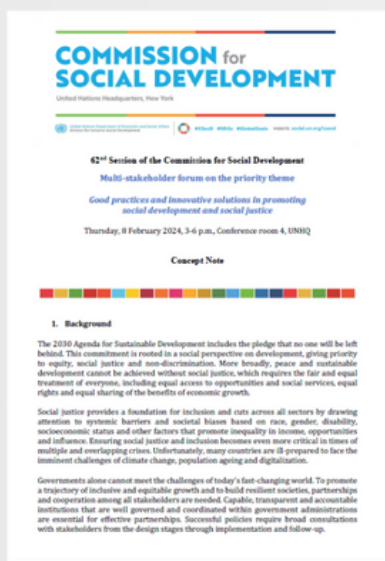 COMMISSION for
SOCIAL DEVELOPMENT
United Nations Headquarters, New York
62nd Session of the Commission for Social Development
Multi-stakeholder forum on the priority theme
Good practices and innovative solutions in promoting
social development and social justice
Thursday, 8 February 2024, 3-6 p.m., Conference room 4, UNHQ
Concept Note
1. Background
The 2030 Agenda for Sustainable Development includes the pledge that no one will be left
behind. This commitment is rooted in a social perspective on development, giving priority
to equity, social justice and non-discrimination. More broadly, peace and sustainable
development cannot be achieved without social justice, which requires the fair and equal
treatment of everyone, including equal access to opportunities and social services, equal
rights and equal sharing of the benefits of economic growth.
Social justice provides a foundation for inclusion and cuts across all sectors by drawing
attention to systemic barriers and societal biases based on race, gender, disability,
socioeconomic status and other factors that promote inequality in income, opportunities
and influence. Ensuring social justice and inclusion becomes even more critical in times of
multiple and overlapping crises. Unfortunately, many countries are ill-prepared to face the
imminent challenges of climate change, population ageing and digitalization.
Governments alone cannot meet the challenges of today's fast-changing world. To promote
a trajectory of inclusive and equitable growth and to build resilient societies, partnerships
and cooperation among all stakeholders are needed. Capable, transparent and accountable
institutions that are well governed and coordinated within government administrations
are essential for effective partnerships. Successful policies require broad consultations
with stakeholders from the design stages through implementation and follow-up.